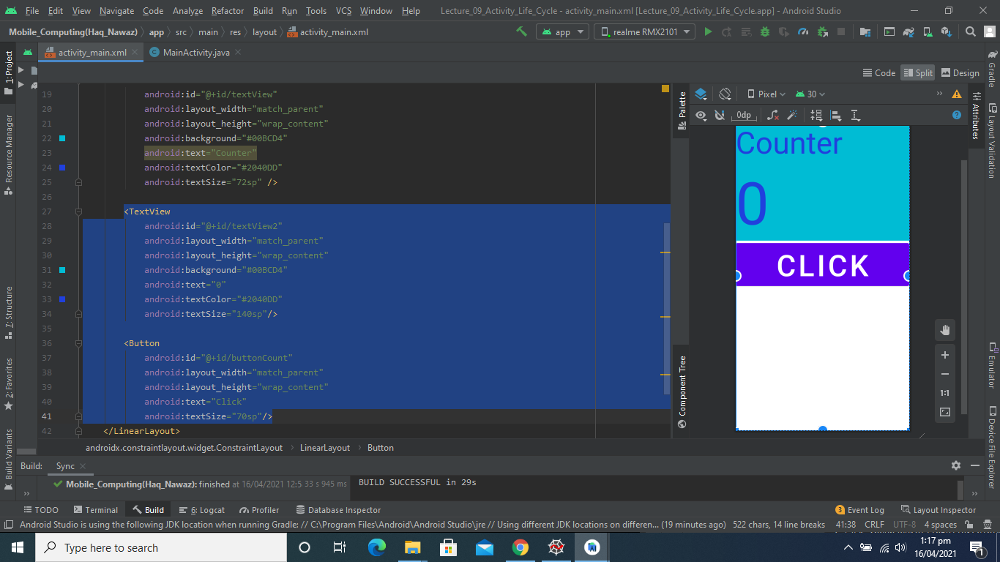 File Edit View Navigate Code Analyze Refactor Build Run Tools VCS Window Help Lecture_09_Activity_Life_Cycle - activity_main.xml [Lecture_09_Activity_Life_Cycle.app] - Android Studio
Mobile_Computing(Haq_Nawaz) app src main res layout activity_main.xml app realme RMX2101
activity_main.xml MainActivity.java
Code Split Design
1: Project
Resource Manager
7: Structure
2: Favorites
Build Variants
19 android:id="@+id/textView"
20 android:layout_width="match_parent"
21 android:layout_height="wrap_content"
22 android:background="#00BCD4"
23 android:text="Counter"
24 android:textColor="#2040DD"
25 android:textSize="72sp" />
26
27 <TextView
28 android:id="@+id/textView2"
29 android:layout_width="match_parent"
30 android:layout_height="wrap_content"
31 android:background="#00BCD4"
32 android:text="0"
33 android:textColor="#2040DD"
34 android:textSize="140sp"/>
35
36 <Button
37 android:id="@+id/buttonCount"
38 android:layout_width="match_parent"
39 android:layout_height="wrap_content"
40 android:text="Click"
41 android:textSize="70sp"/>
42 </LinearLayout>
Palette
Component Tree
Pixel 30
0dp
Counter
0
CLICK
1:1
Gradle
Attributes
Layout Validation
Emulator
Device File Explorer
androidx.constraintlayout.widget.ConstraintLayout LinearLayout Button
Build: Sync
Mobile_Computing(Haq_Nawaz): finished at 16/04/2021 12:5 33 s 945 ms BUILD SUCCESSFUL in 29s
TODO Terminal Build 6: Logcat Profiler Database Inspector 3 Event Log Layout Inspector
Android Studio is using the following JDK location when running Gradle: // C:\Program Files\Android\Android Studio\jre // Using different JDK locations on differen... (19 minutes ago) 522 chars, 14 line breaks 41:38 CRLF UTF-8 4 spaces
Type here to search
1:17 pm
16/04/2021
1